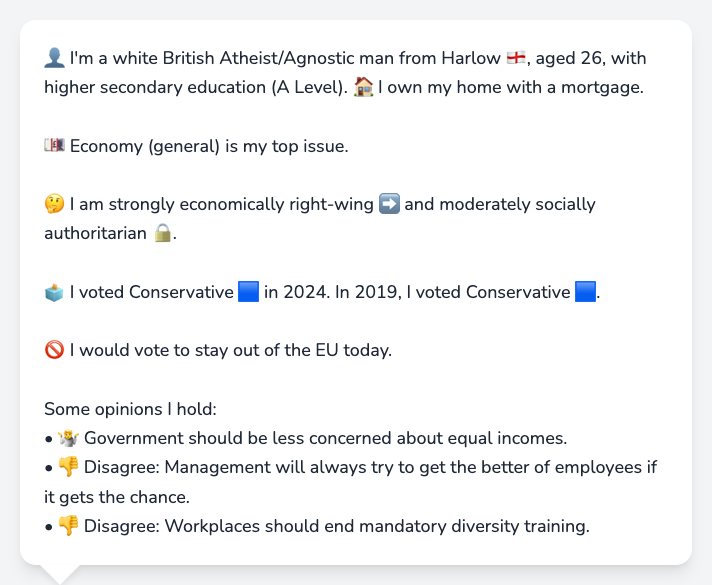 👤 I'm a white British Atheist/Agnostic man from Harlow 🏴󠁧󠁢󠁥󠁮󠁧󠁿, aged 26, with
higher secondary education (A Level). 🏠 I own my home with a mortgage.
💷 Economy (general) is my top issue.
🤔 I am strongly economically right-wing ➡️ and moderately socially
authoritarian 🔒.
🗳️ I voted Conservative 🟦 in 2024. In 2019, I voted Conservative 🟦.
🚫 I would vote to stay out of the EU today.
Some opinions I hold:
• 🤷 Government should be less concerned about equal incomes.
• 👎 Disagree: Management will always try to get the better of employees if
it gets the chance.
• 👎 Disagree: Workplaces should end mandatory diversity training.